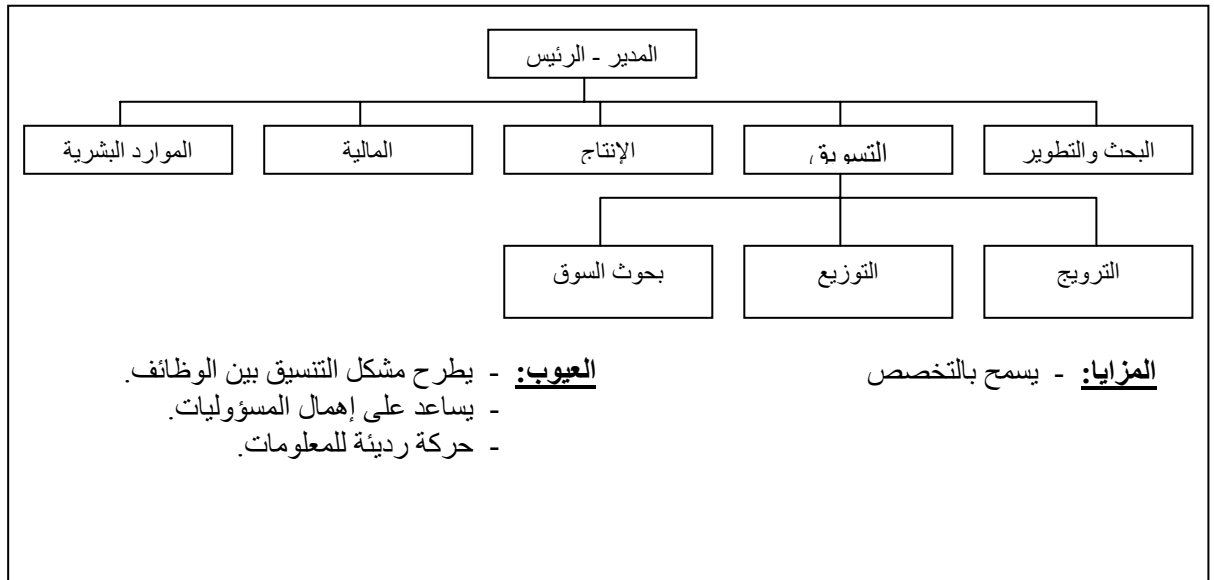 المدير - الرئيس
البحث والتطوير
التسويق
الإنتاج
المالية
الموارد البشرية
الترويج
التوزيع
بحوث السوق
المزايا: - يسمح بالتخصص
العيوب: - يطرح مشكل التنسيق بين الوظائف.
- يساعد على إهمال المسؤوليات.
- حركة رديئة للمعلومات.